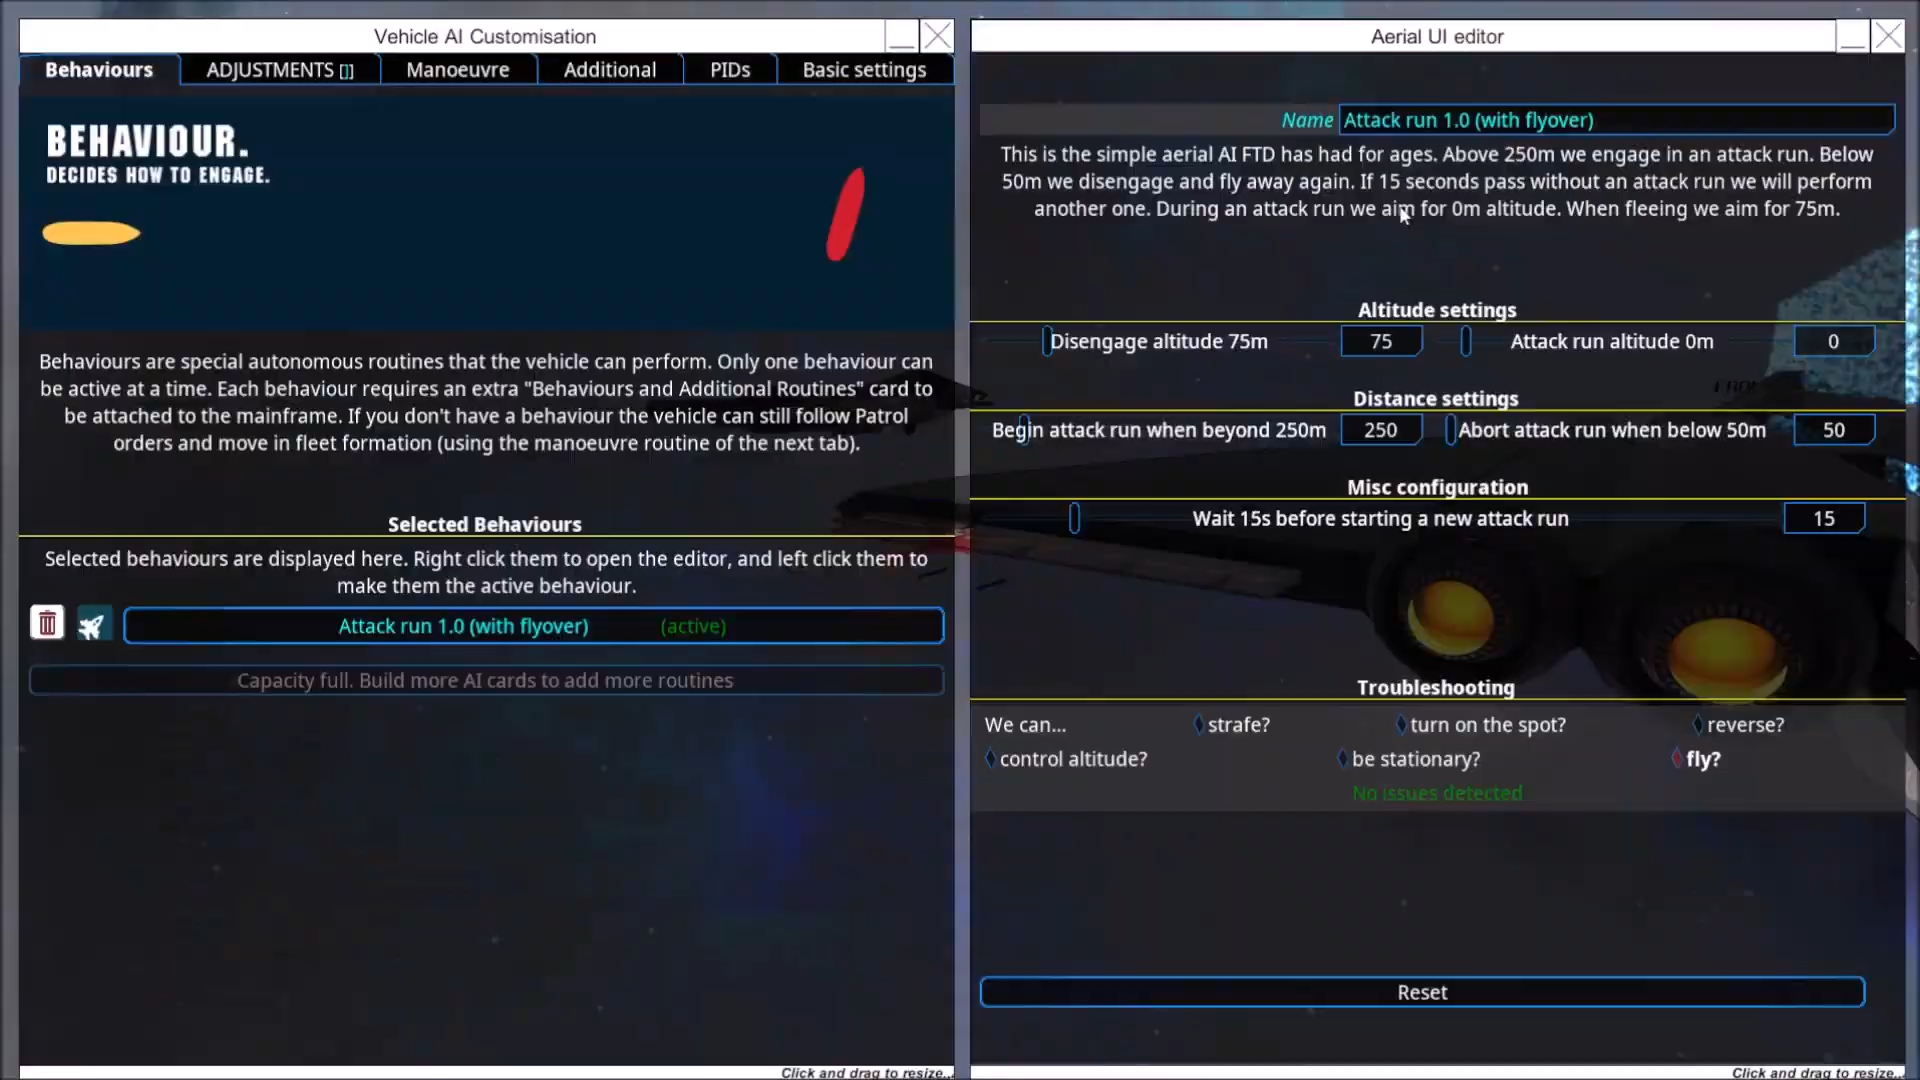 Vehicle AI Customisation
Behaviours
ADJUSTMENTS []
Manoeuvre
Additional
PIDs
Basic settings
BEHAVIOUR.
DECIDES HOW TO ENGAGE.
Behaviours are special autonomous routines that the vehicle can perform. Only one behaviour can
be active at a time. Each behaviour requires an extra "Behaviours and Additional Routines" card to
be attached to the mainframe. If you don't have a behaviour the vehicle can still follow Patrol
orders and move in fleet formation (using the manoeuvre routine of the next tab).
Selected Behaviours
Selected behaviours are displayed here. Right click them to open the editor, and left click them to
make them the active behaviour.
Attack run 1.0 (with flyover) (active)
Capacity full. Build more AI cards to add more routines
Click and drag to resize...
Aerial UI editor
Name Attack run 1.0 (with flyover)
This is the simple aerial AI FTD has had for ages. Above 250m we engage in an attack run. Below
50m we disengage and fly away again. If 15 seconds pass without an attack run we will perform
another one. During an attack run we aim for 0m altitude. When fleeing we aim for 75m.
Altitude settings
Disengage altitude 75m 75 Attack run altitude 0m 0
Distance settings
Begin attack run when beyond 250m 250 Abort attack run when below 50m 50
Misc configuration
Wait 15s before starting a new attack run 15
Troubleshooting
We can... strafe? turn on the spot? reverse?
control altitude? be stationary? fly?
No issues detected
Reset
Click and drag to resize...